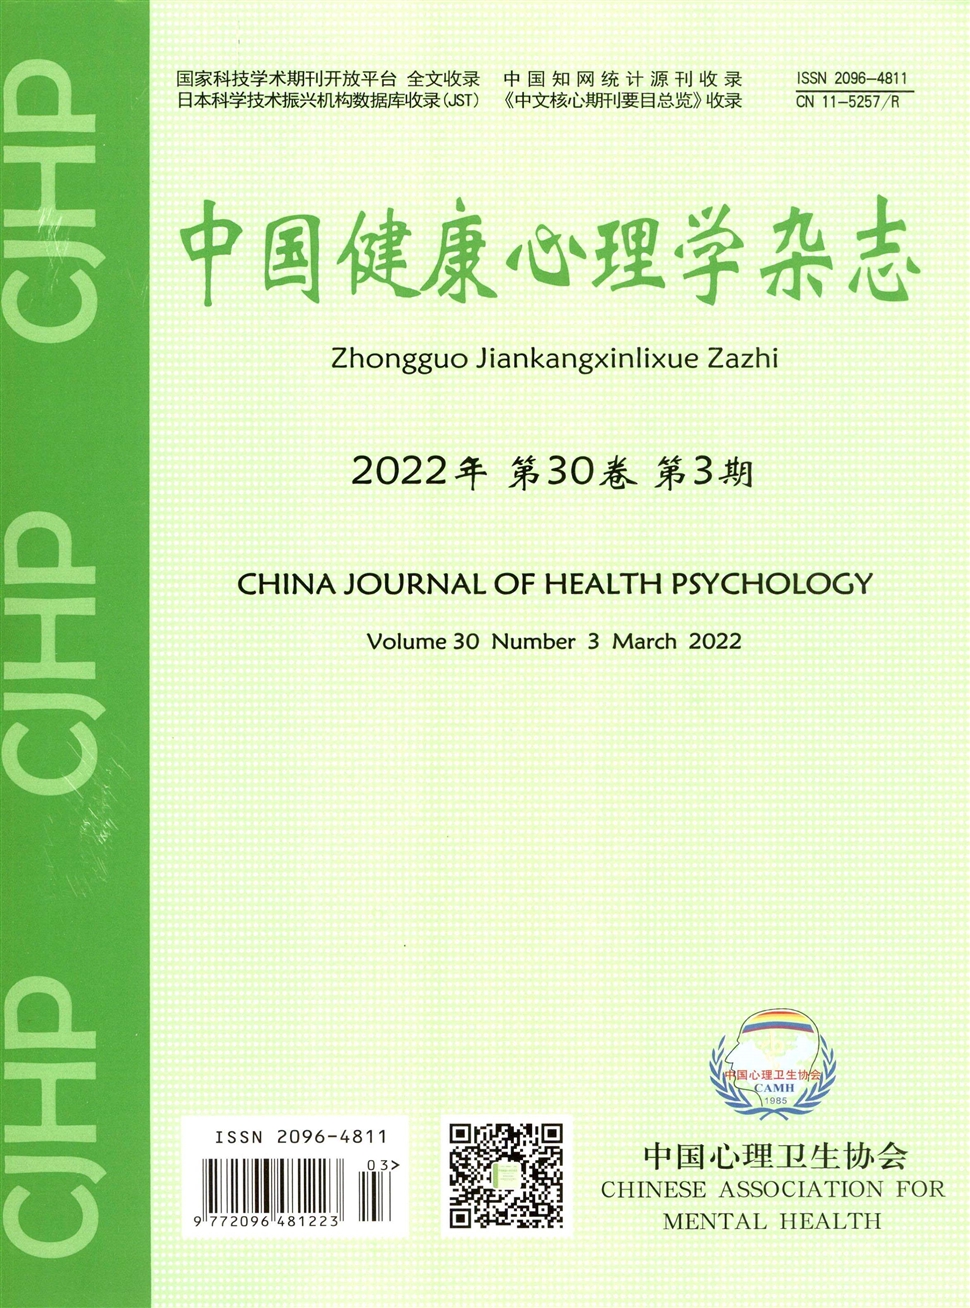 CJHP
CJHP
CJHP
国家科技学术期刊开放平台 全文收录
日本科学技术振兴机构数据库收录(JST)
中国知网统计源刊收录
《中文核心期刊要目总览》收录
ISSN 2096-4811
CN 11-5257/R
中国健康心理学杂志
Zhongguo Jiankangxinlixue Zazhi
2022年 第30卷 第3期
CHINA JOURNAL OF HEALTH PSYCHOLOGY
Volume 30 Number 3 March 2022
中国心理卫生协会
CAMH
1985
ISSN 2096-4811
03>
9 772096 481223
中国心理卫生协会
CHINESE ASSOCIATION FOR
MENTAL HEALTH